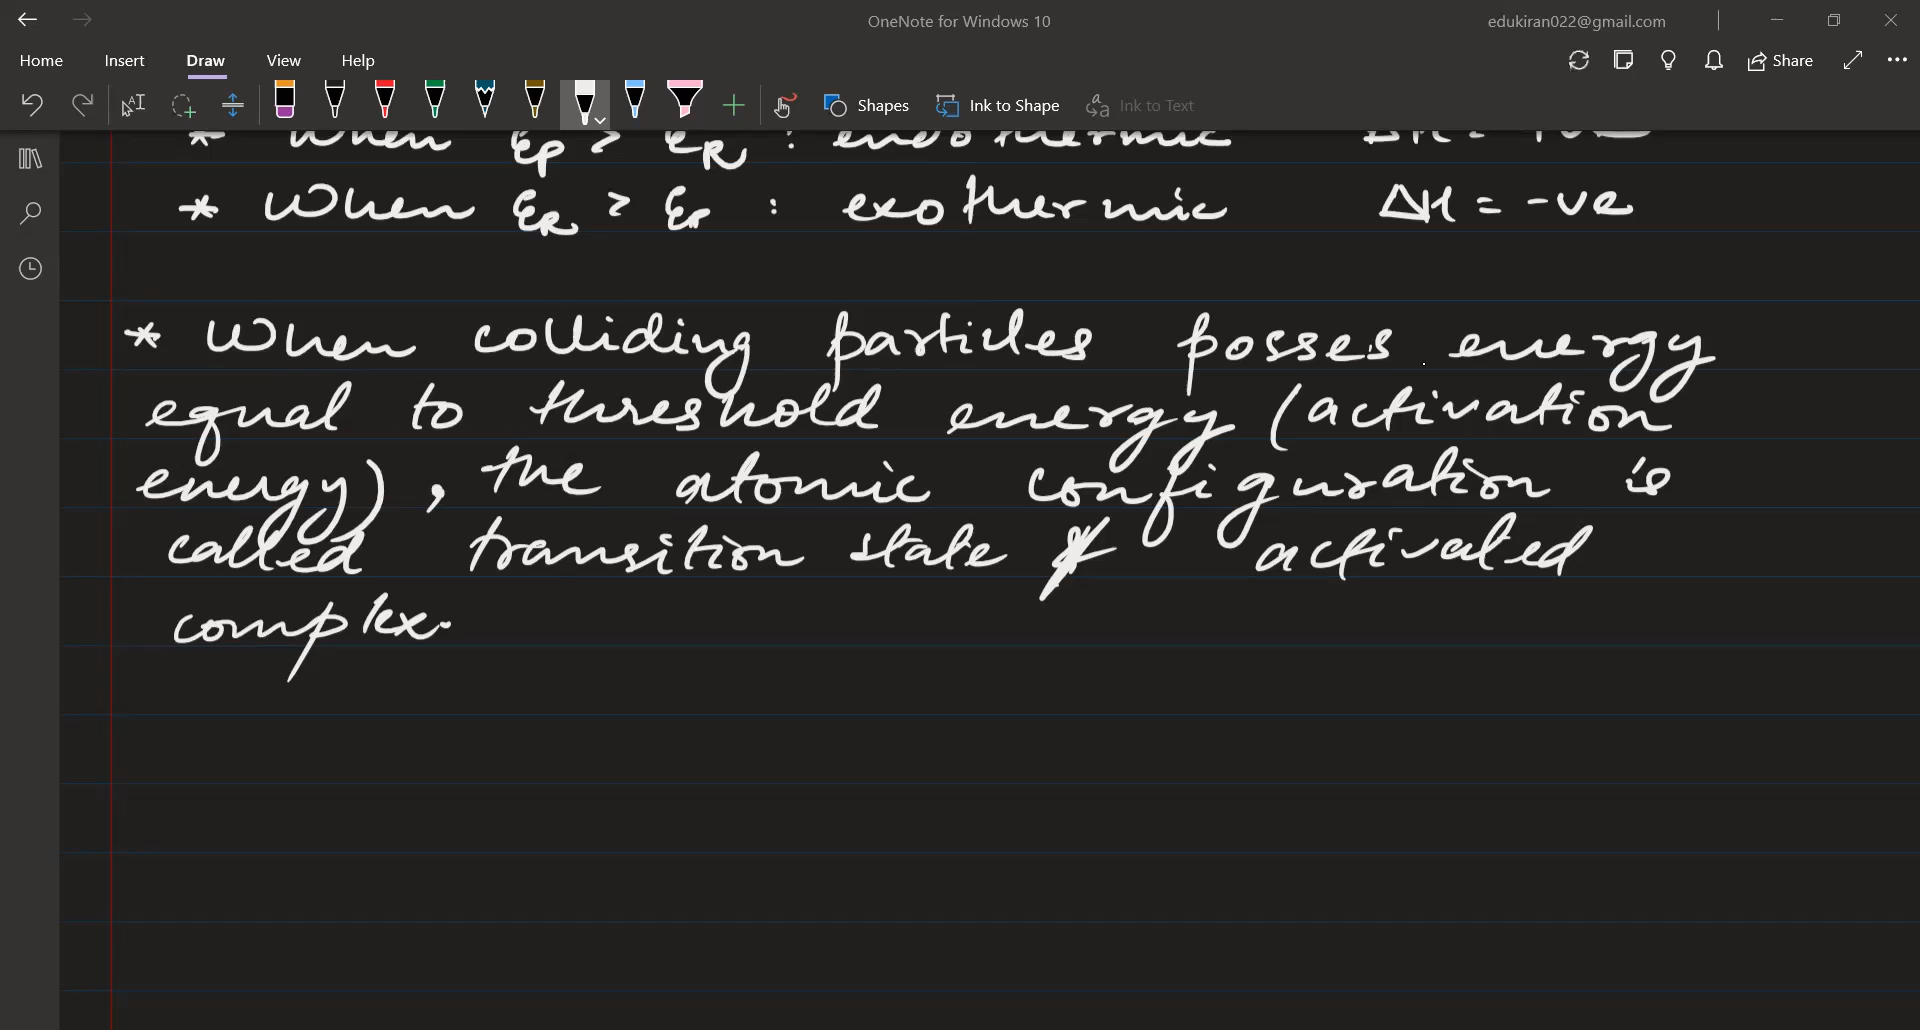 OneNote for Windows 10
edukiran022@gmail.com
Home Insert Draw View Help
Share
Shapes Ink to Shape Ink to Text
* When Ep > ER : endothermic ΔH = +ve
* When ER > Ep : exothermic ΔH = -ve
* When colliding particles posses energy
equal to threshold energy (activation
energy), the atomic configuration is
called transition state / activated
complex.